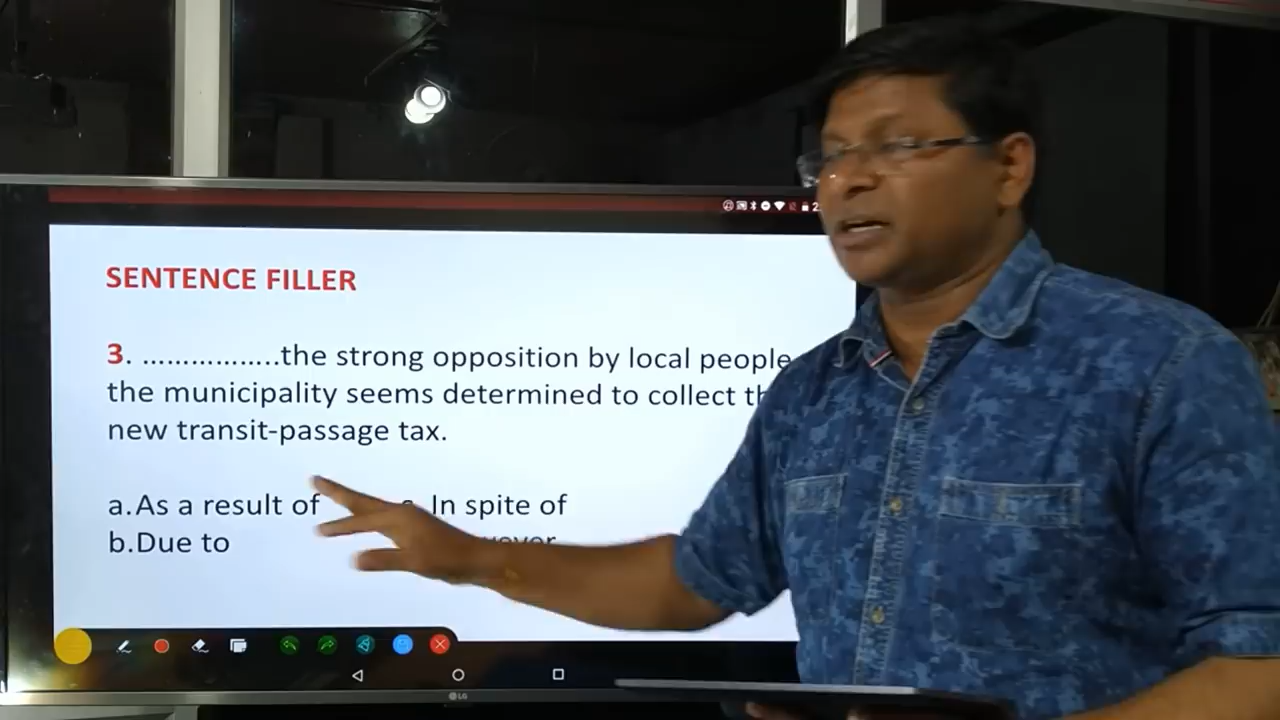 SENTENCE FILLER
3. .................the strong opposition by local people
the municipality seems determined to collect
new transit-passage tax.
a.As a result of In spite of
b.Due to
LG